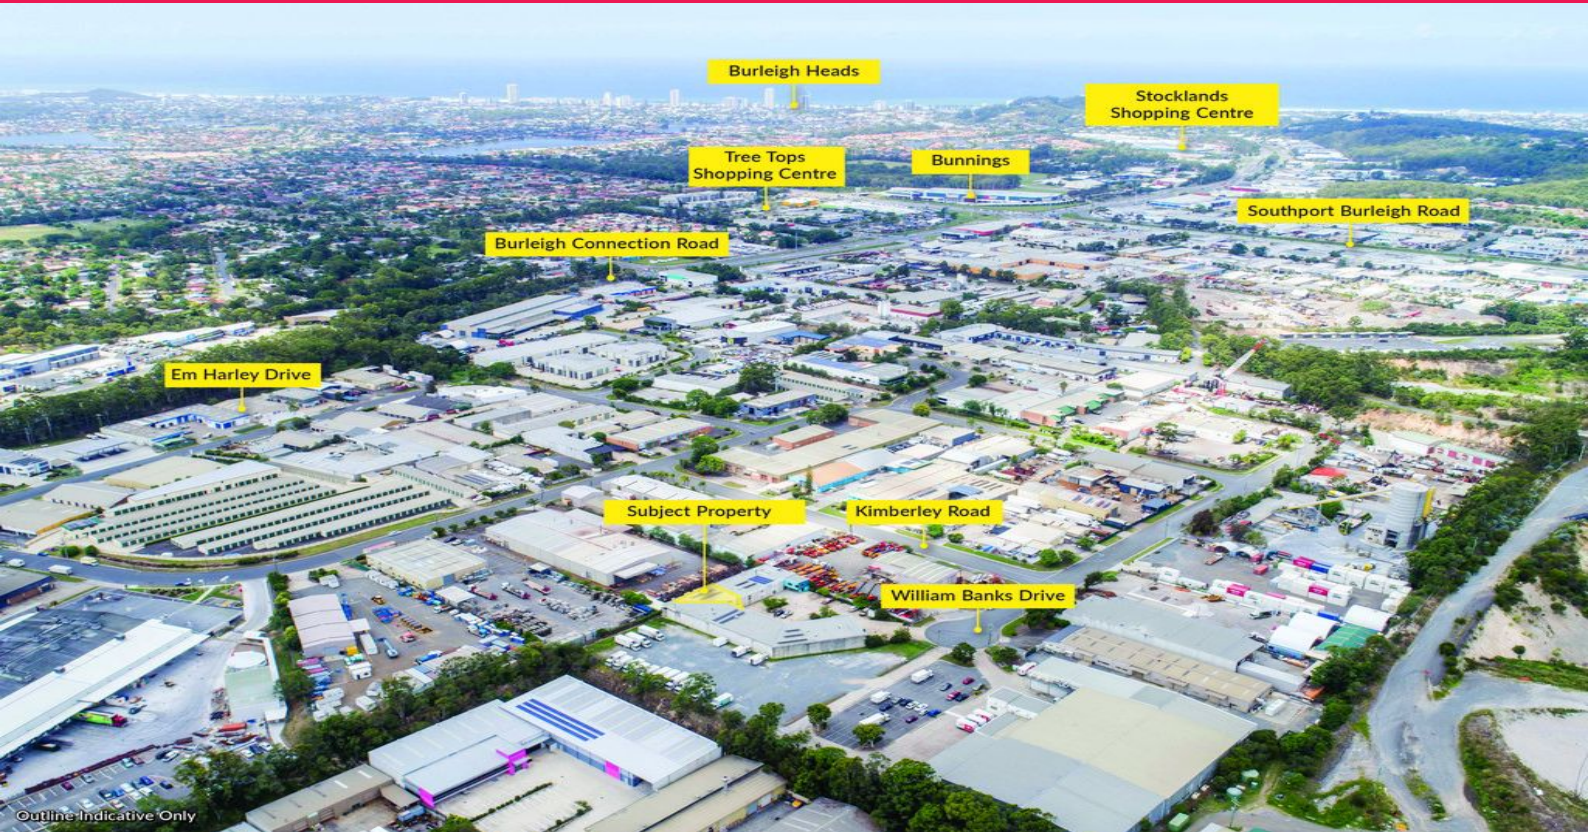 Burleigh Heads
Stocklands
Shopping Centre
Tree Tops
Shopping Centre
Bunnings
Southport Burleigh Road
Burleigh Connection Road
Em Harley Drive
Subject Property
Kimberley Road
William Banks Drive
Outline Indicative Only